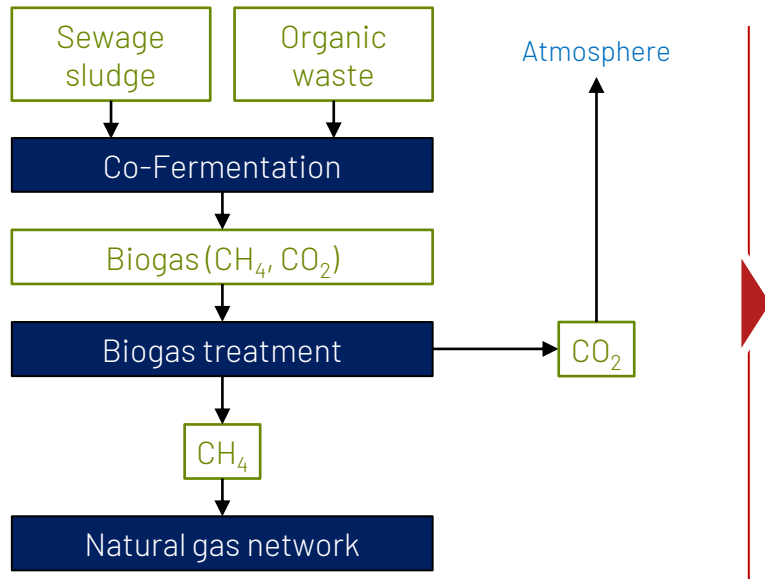 Sewage
sludge
Organic
waste
Atmosphere
Co-Fermentation
Biogas (CH₄, CO₂)
Biogas treatment
CO₂
CH₄
Natural gas network